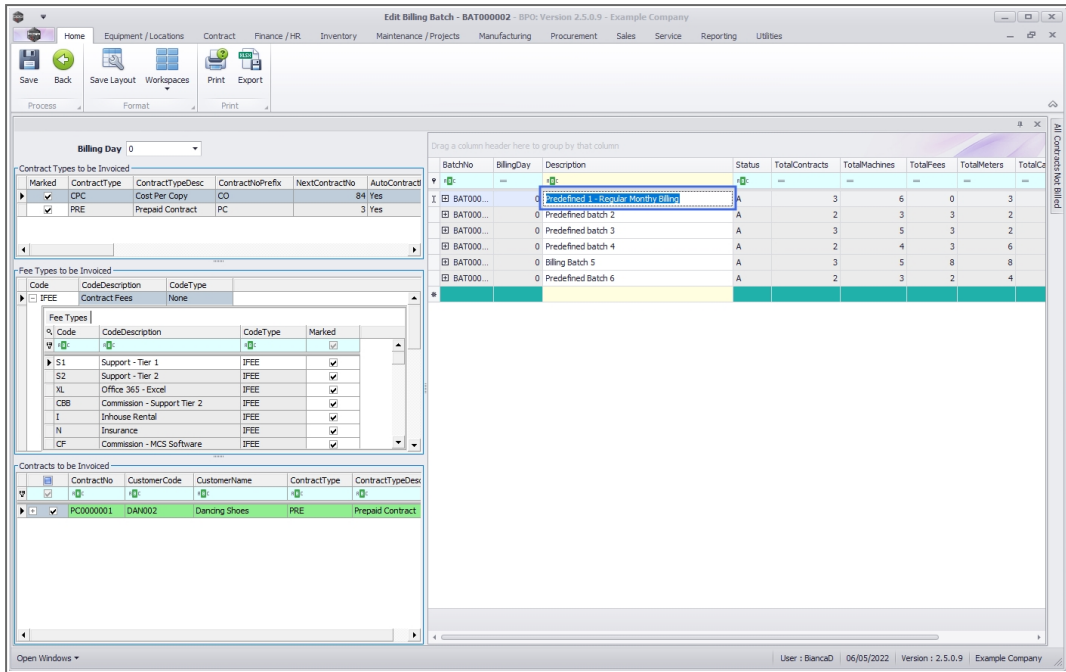 Edit Billing Batch - BAT000002 - BPO: Version 2.5.0.9 - Example Company
Home Equipment / Locations Contract Finance / HR Inventory Maintenance / Projects Manufacturing Procurement Sales Service Reporting Utilities
Save Back Save Layout Workspaces Print Export
Process Format Print
Billing Day 0
Contract Types to be Invoiced
Marked ContractType ContractTypeDesc ContractNoPrefix NextContractNo AutoContractI
CPC Cost Per Copy CO 84 Yes
PRE Prepaid Contract PC 3 Yes
Fee Types to be Invoiced
Code CodeDescription CodeType
IFEE Contract Fees None
Fee Types
Code CodeDescription CodeType Marked
S1 Support - Tier 1 IFEE
S2 Support - Tier 2 IFEE
XL Office 365 - Excel IFEE
CBB Commission - Support Tier 2 IFEE
I Inhouse Rental IFEE
N Insurance IFEE
CF Commission - MCS Software IFEE
Contracts to be Invoiced
ContractNo CustomerCode CustomerName ContractType ContractTypeDesc
PC0000001 DAN002 Dancing Shoes PRE Prepaid Contract
Drag a column header here to group by that column
BatchNo BillingDay Description Status TotalContracts TotalMachines TotalFees TotalMeters TotalCa
BAT000... 0 Predefined 1 - Regular Monthy Billing A 3 6 0 3
BAT000... 0 Predefined batch 2 A 2 3 3 2
BAT000... 0 Predefined batch 3 A 3 5 3 2
BAT000... 0 Predefined batch 4 A 2 4 3 6
BAT000... 0 Billing Batch 5 A 3 5 8 8
BAT000... 0 Predefined Batch 6 A 2 3 2 4
All Contracts Not Billed
Open Windows
User : BiancaD 06/05/2022 Version : 2.5.0.9 Example Company